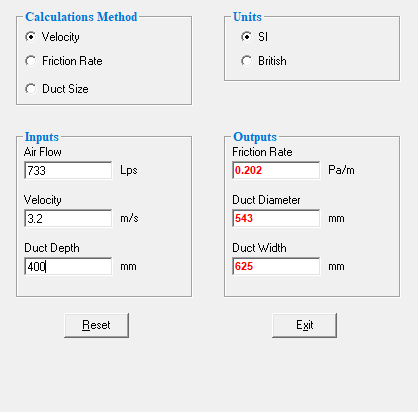 Calculations Method
Velocity
Friction Rate
Duct Size
Units
SI
British
Inputs
Air Flow
733 Lps
Velocity
3.2 m/s
Duct Depth
400 mm
Outputs
Friction Rate
0.202 Pa/m
Duct Diameter
543 mm
Duct Width
625 mm
Reset
Exit